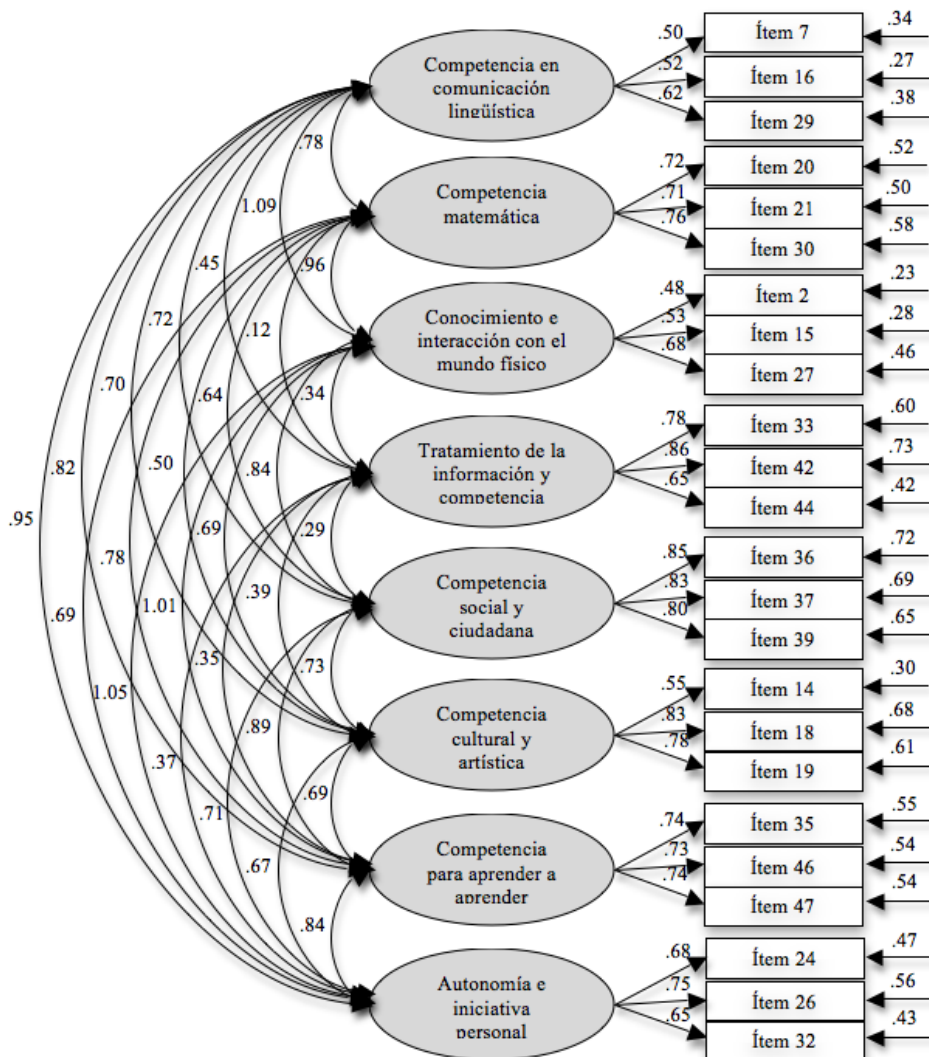 .50 Ítem 7 .34
Competencia en
comunicación
lingüística
.52 Ítem 16 .27
.62 Ítem 29 .38
.78
.72 Ítem 20 .52
Competencia
matemática
.71 Ítem 21 .50
.76 Ítem 30 .58
1.09
.45 .96
.48 Ítem 2 .23
Conocimiento e
interacción con el
mundo físico
.53 Ítem 15 .28
.68 Ítem 27 .46
.72 .12
.70 .64 .34
.78 Ítem 33 .60
Tratamiento de la
información y
competencia
.86 Ítem 42 .73
.65 Ítem 44 .42
.82 .50 .84
.95 .69 .29
.85 Ítem 36 .72
Competencia
social y
ciudadana
.83 Ítem 37 .69
.80 Ítem 39 .65
.78 .39
.69 1.01 .35 .73
.55 Ítem 14 .30
Competencia
cultural y
artística
.83 Ítem 18 .68
.78 Ítem 19 .61
1.05 .89
.37 .69
.71
.74 Ítem 35 .55
Competencia
para aprender a
aprender
.73 Ítem 46 .54
.74 Ítem 47 .54
.67
.84
.68 Ítem 24 .47
Autonomía e
iniciativa
personal
.75 Ítem 26 .56
.65 Ítem 32 .43